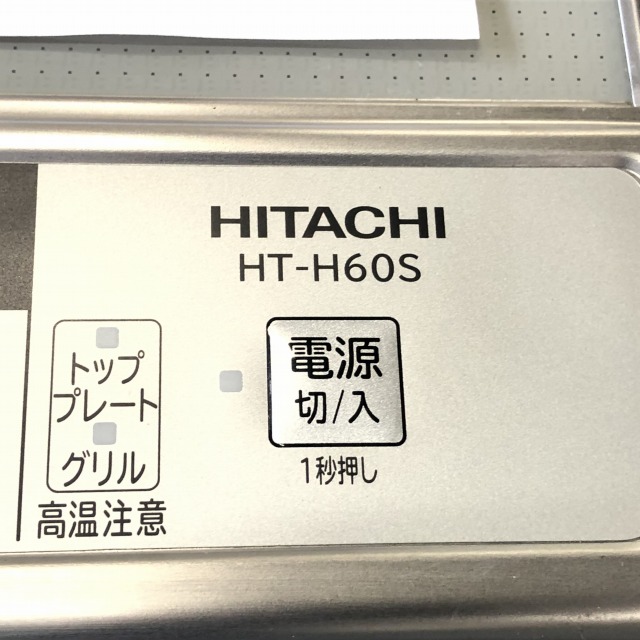 HITACHI
HT-H60S
トップ
プレート
グリル
高温注意
電源
切/入
1秒押し